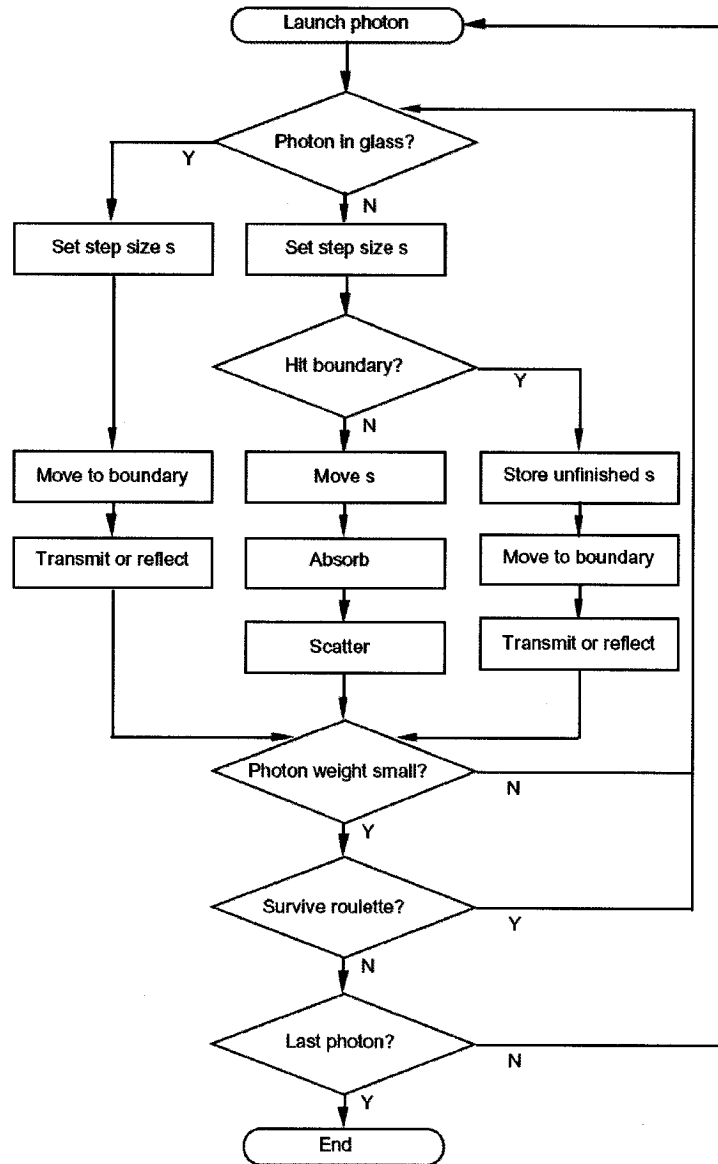 Launch photon
Photon in glass?
Y
N
Set step size s
Set step size s
Hit boundary?
Y
N
Move to boundary
Move s
Store unfinished s
Transmit or reflect
Absorb
Move to boundary
Scatter
Transmit or reflect
Photon weight small?
N
Y
Survive roulette?
Y
N
Last photon?
N
Y
End